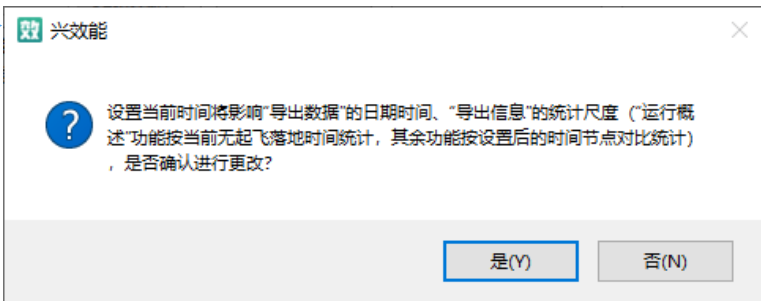 效 兴效能
设置当前时间将影响“导出数据”的日期时间、“导出信息”的统计尺度（“运行概
述”功能按当前无起飞落地时间统计，其余功能按设置后的时间节点对比统计）
，是否确认进行更改？
是(Y) 否(N)